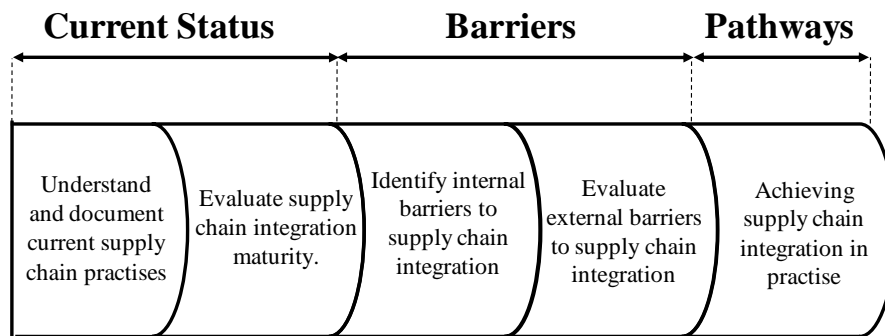 Current Status
Barriers
Pathways
Understand
and document
current supply
chain practises
Evaluate supply
chain integration
maturity.
Identify internal
barriers to
supply chain
integration
Evaluate
external barriers
to supply chain
integration
Achieving
supply chain
integration in
practise